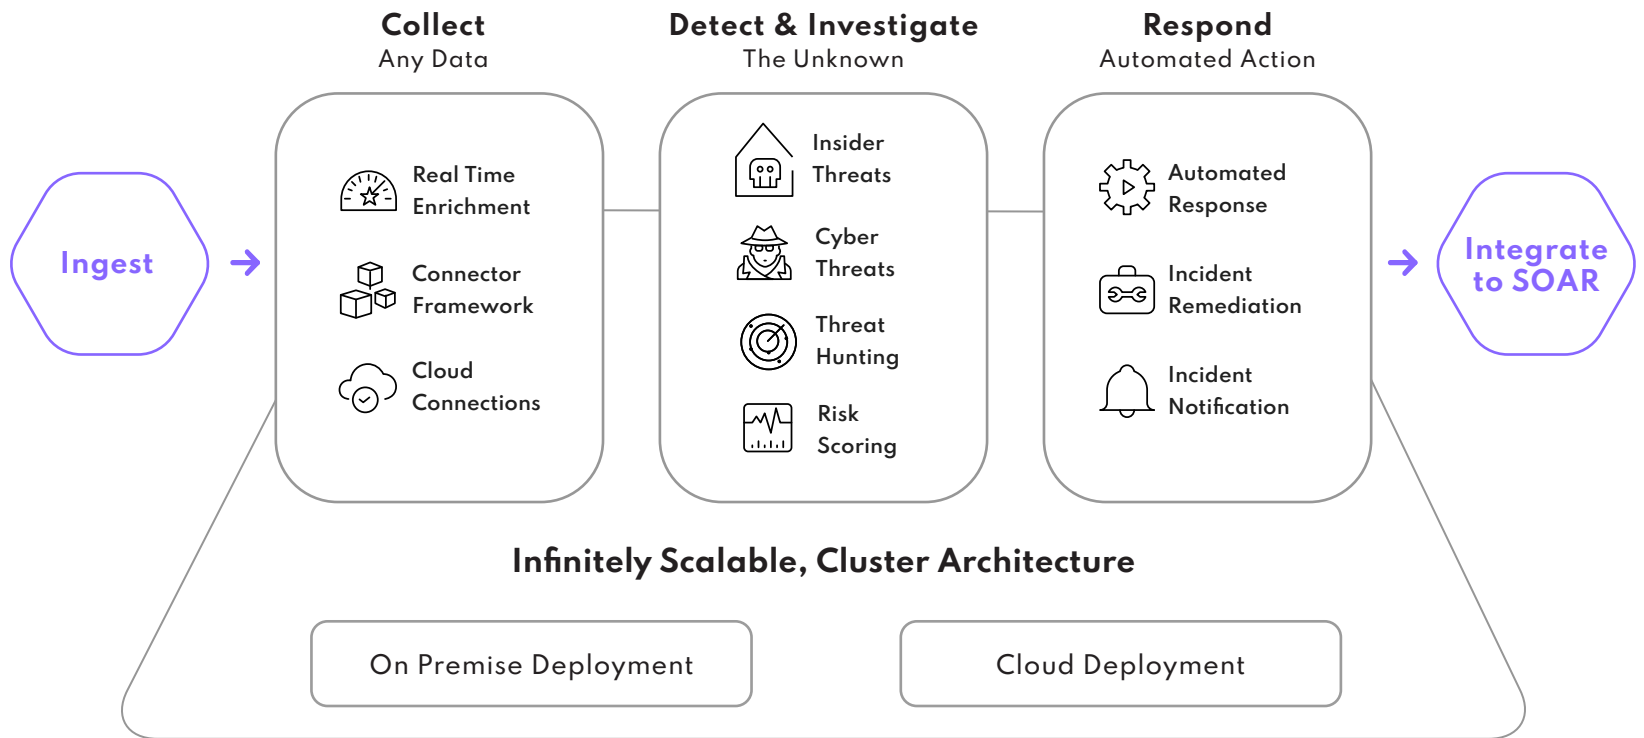 Collect
Any Data
Detect & Investigate
The Unknown
Respond
Automated Action
Ingest
Real Time
Enrichment
Connector
Framework
Cloud
Connections
Insider
Threats
Cyber
Threats
Threat
Hunting
Risk
Scoring
Automated
Response
Incident
Remediation
Incident
Notification
Integrate
to SOAR
Infinitely Scalable, Cluster Architecture
On Premise Deployment
Cloud Deployment